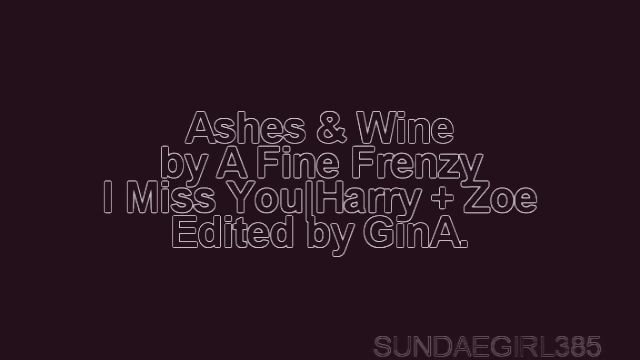 Ashes & Wine
by A Fine Frenzy
I Miss You|Harry + Zoe
Edited by GinA.
SUNDAEGIRL385